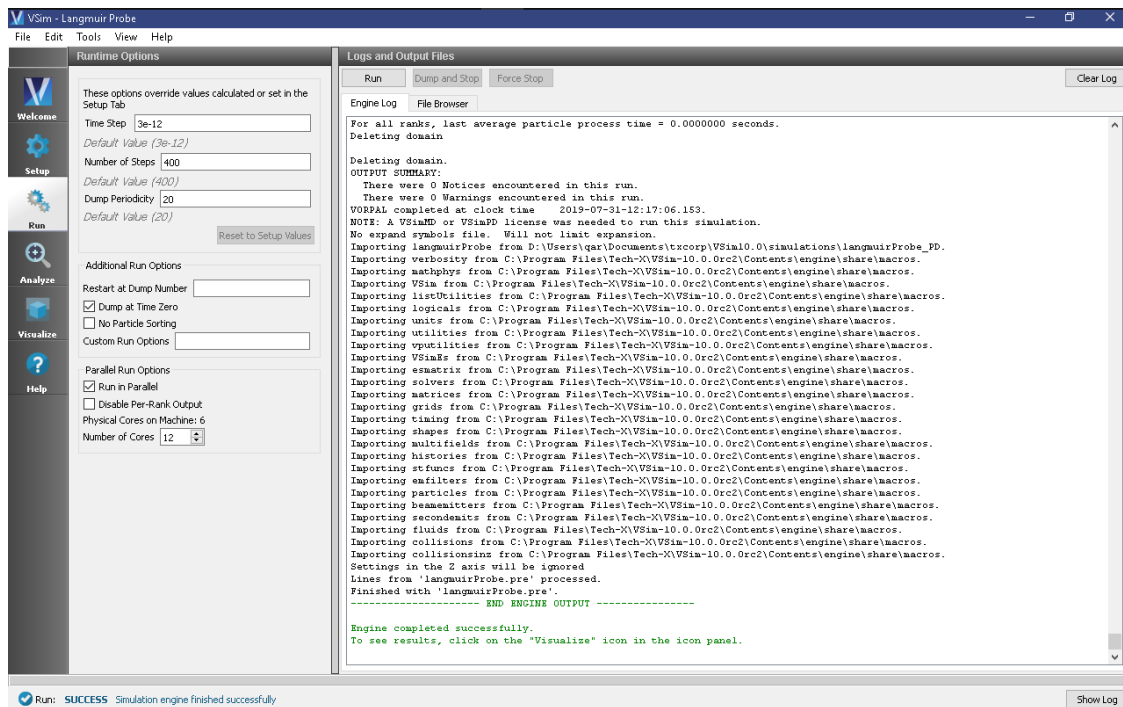 VSim - Langmuir Probe
File Edit Tools View Help
Welcome
Setup
Run
Analyze
Visualize
Help
Runtime Options
These options override values calculated or set in the
Setup Tab
Time Step 3e-12
Default Value (3e-12)
Number of Steps 400
Default Value (400)
Dump Periodicity 20
Default Value (20)
Reset to Setup Values
Additional Run Options
Restart at Dump Number
Dump at Time Zero
No Particle Sorting
Custom Run Options
Parallel Run Options
Run in Parallel
Disable Per-Rank Output
Physical Cores on Machine: 6
Number of Cores 12
Logs and Output Files
Run Dump and Stop Force Stop Clear Log
Engine Log File Browser
For all ranks, last average particle process time = 0.0000000 seconds.
Deleting domain
Deleting domain.
OUTPUT SUMMARY:
There were 0 Notices encountered in this run.
There were 0 Warnings encountered in this run.
VORPAL completed at clock time 2019-07-31-12:17:06.153.
NOTE: A VSimMD or VSimPD license was needed to run this simulation.
No expand symbols file. Will not limit expansion.
Importing langmuirProbe from D:\Users\qar\Documents\txcorp\VSim10.0\simulations\langmuirProbe_PD.
Importing verbosity from C:\Program Files\Tech-X\VSim-10.0.0rc2\Contents\engine\share\macros.
Importing mathphys from C:\Program Files\Tech-X\VSim-10.0.0rc2\Contents\engine\share\macros.
Importing VSim from C:\Program Files\Tech-X\VSim-10.0.0rc2\Contents\engine\share\macros.
Importing listUtilities from C:\Program Files\Tech-X\VSim-10.0.0rc2\Contents\engine\share\macros.
Importing logicals from C:\Program Files\Tech-X\VSim-10.0.0rc2\Contents\engine\share\macros.
Importing units from C:\Program Files\Tech-X\VSim-10.0.0rc2\Contents\engine\share\macros.
Importing utilities from C:\Program Files\Tech-X\VSim-10.0.0rc2\Contents\engine\share\macros.
Importing vputilities from C:\Program Files\Tech-X\VSim-10.0.0rc2\Contents\engine\share\macros.
Importing VSimEs from C:\Program Files\Tech-X\VSim-10.0.0rc2\Contents\engine\share\macros.
Importing esmatrix from C:\Program Files\Tech-X\VSim-10.0.0rc2\Contents\engine\share\macros.
Importing solvers from C:\Program Files\Tech-X\VSim-10.0.0rc2\Contents\engine\share\macros.
Importing matrices from C:\Program Files\Tech-X\VSim-10.0.0rc2\Contents\engine\share\macros.
Importing grids from C:\Program Files\Tech-X\VSim-10.0.0rc2\Contents\engine\share\macros.
Importing timing from C:\Program Files\Tech-X\VSim-10.0.0rc2\Contents\engine\share\macros.
Importing shapes from C:\Program Files\Tech-X\VSim-10.0.0rc2\Contents\engine\share\macros.
Importing multifields from C:\Program Files\Tech-X\VSim-10.0.0rc2\Contents\engine\share\macros.
Importing histories from C:\Program Files\Tech-X\VSim-10.0.0rc2\Contents\engine\share\macros.
Importing stfuncs from C:\Program Files\Tech-X\VSim-10.0.0rc2\Contents\engine\share\macros.
Importing emfilters from C:\Program Files\Tech-X\VSim-10.0.0rc2\Contents\engine\share\macros.
Importing particles from C:\Program Files\Tech-X\VSim-10.0.0rc2\Contents\engine\share\macros.
Importing beamemitters from C:\Program Files\Tech-X\VSim-10.0.0rc2\Contents\engine\share\macros.
Importing secondemits from C:\Program Files\Tech-X\VSim-10.0.0rc2\Contents\engine\share\macros.
Importing fluids from C:\Program Files\Tech-X\VSim-10.0.0rc2\Contents\engine\share\macros.
Importing collisions from C:\Program Files\Tech-X\VSim-10.0.0rc2\Contents\engine\share\macros.
Importing collisionsinz from C:\Program Files\Tech-X\VSim-10.0.0rc2\Contents\engine\share\macros.
Settings in the Z axis will be ignored
Lines from 'langmuirProbe.pre' processed.
Finished with 'langmuirProbe.pre'.
--------------------- END ENGINE OUTPUT ----------------
Engine completed successfully.
To see results, click on the "Visualize" icon in the icon panel.
Run: SUCCESS Simulation engine finished successfully
Show Log